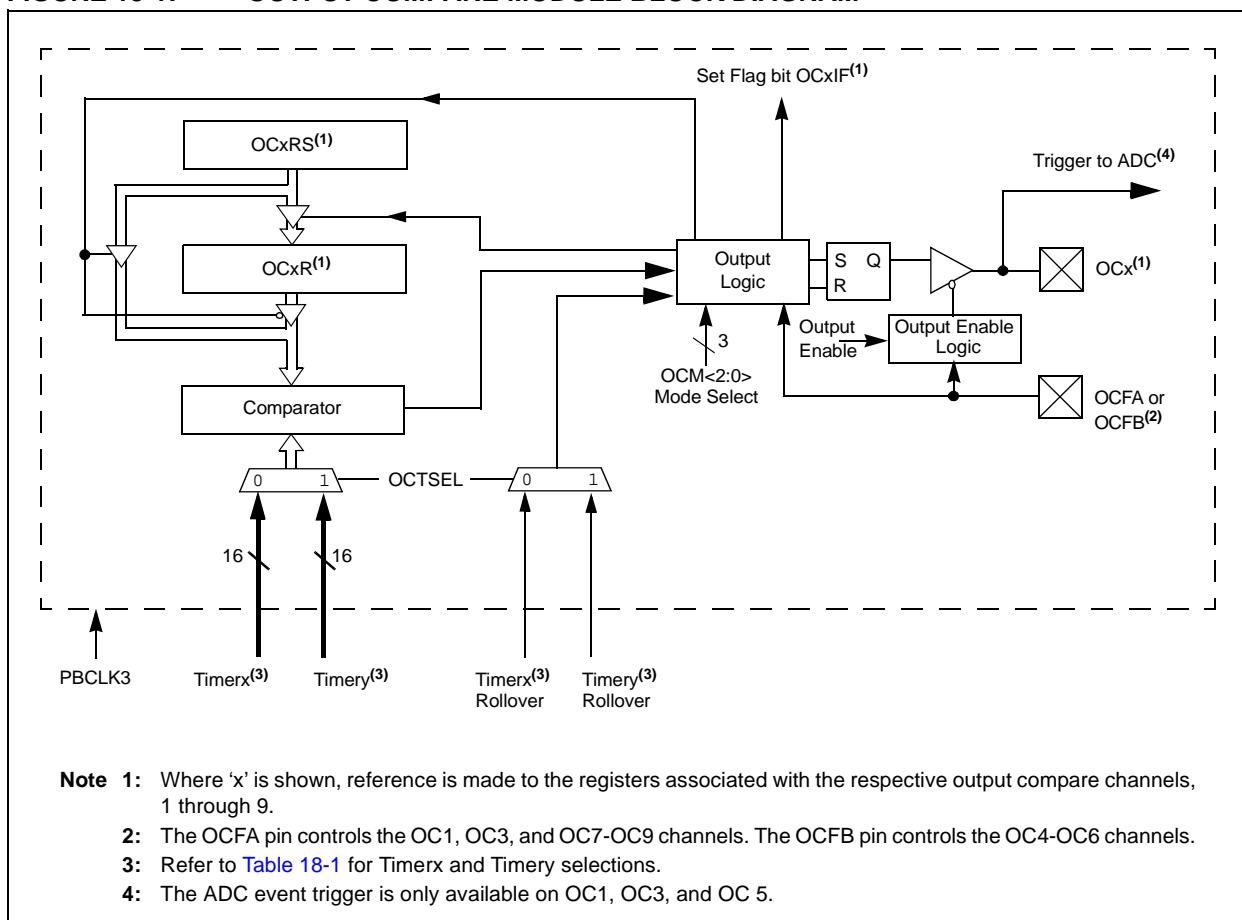 Set Flag bit OCxIF(1)
OCxRS(1)
Trigger to ADC(4)
OCxR(1)
Output
Logic
S Q
R
OCx(1)
Output
Enable
Output Enable
Logic
3
OCM<2:0>
Mode Select
Comparator
OCFA or
OCFB(2)
0 1
OCTSEL
0 1
16
16
PBCLK3
Timerx(3)
Timery(3)
Timerx(3)
Rollover
Timery(3)
Rollover
Note 1: Where ‘x’ is shown, reference is made to the registers associated with the respective output compare channels,
1 through 9.
2: The OCFA pin controls the OC1, OC3, and OC7-OC9 channels. The OCFB pin controls the OC4-OC6 channels.
3: Refer to Table 18-1 for Timerx and Timery selections.
4: The ADC event trigger is only available on OC1, OC3, and OC 5.